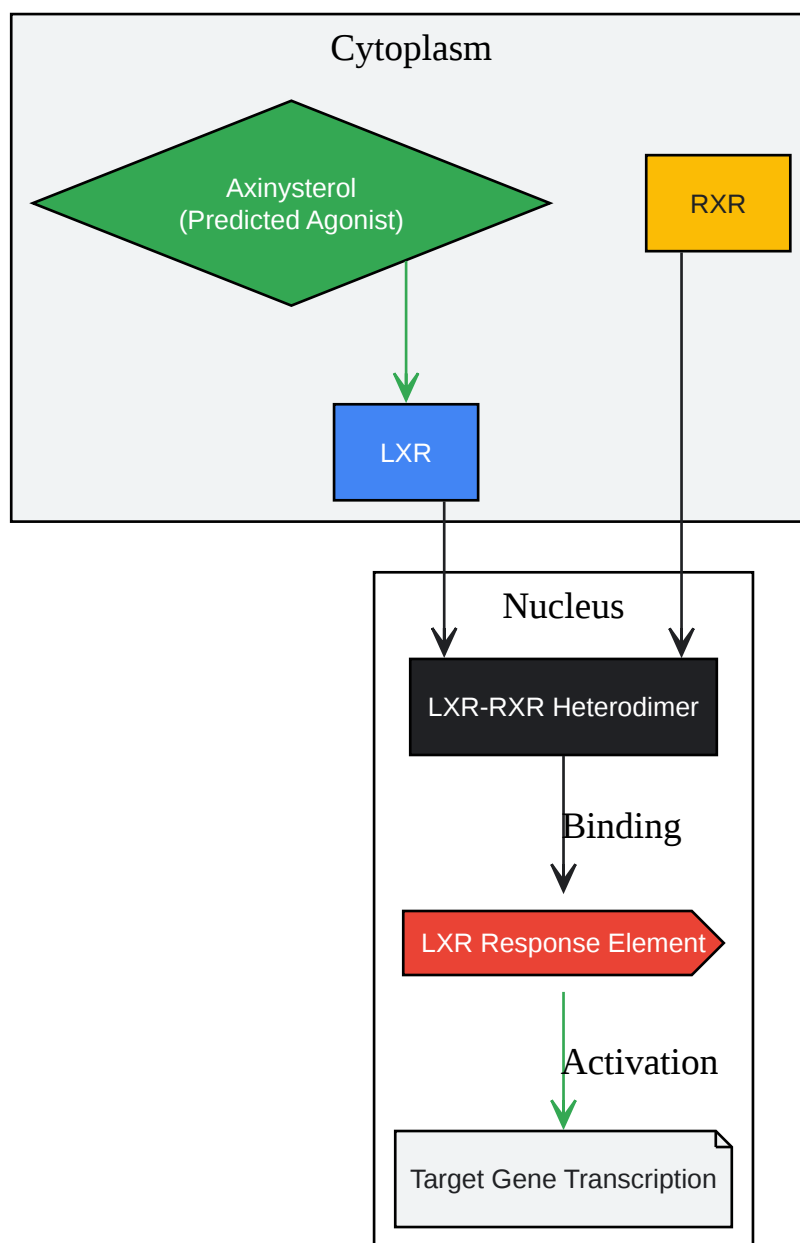 Cytoplasm
Axinysterol
(Predicted Agonist)
RXR
LXR
Nucleus
LXR-RXR Heterodimer
Binding
LXR Response Element
Activation
Target Gene Transcription